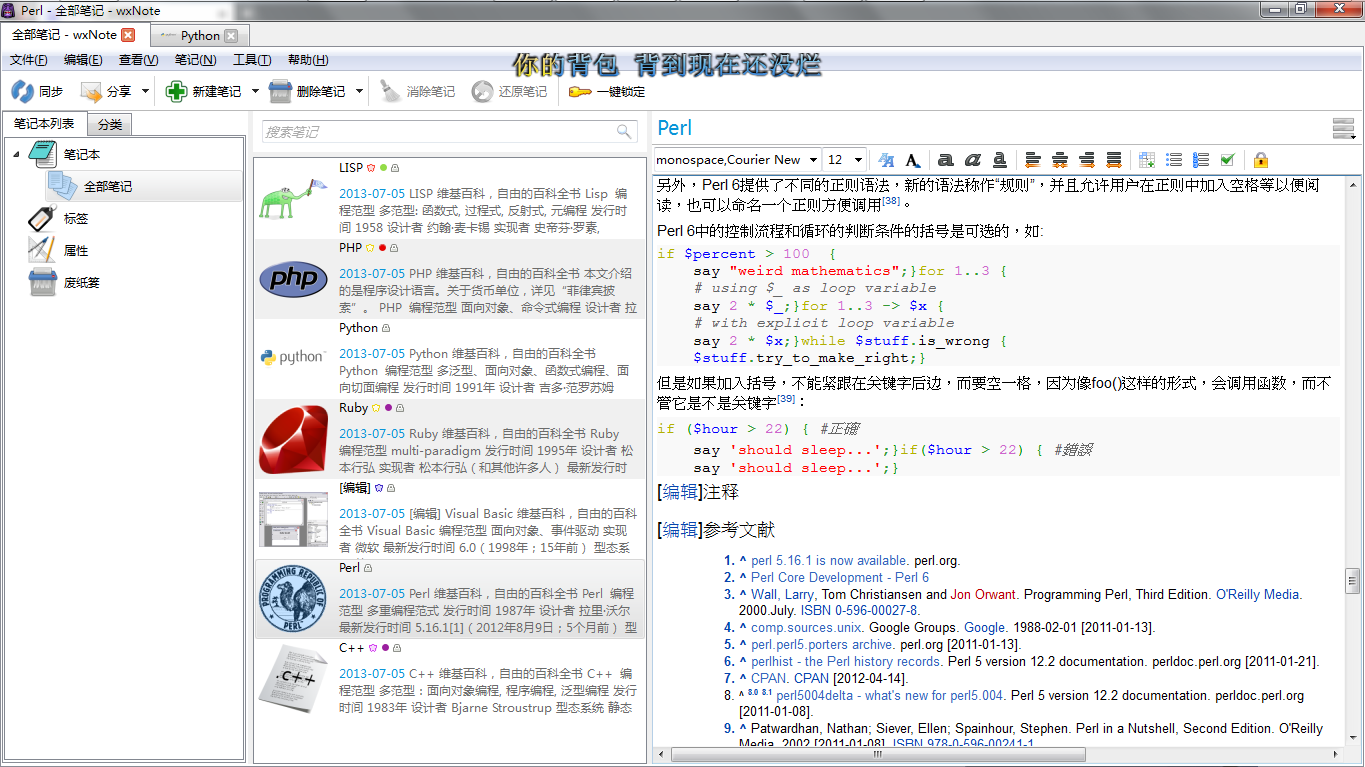 Perl - 全部笔记 - wxNote
全部笔记 - wxNote
Python
文件(F) 编辑(E) 查看(V) 笔记(N) 工具(T) 帮助(H)
你的背包 背到现在还没烂
同步 分享 新建笔记 删除笔记 消除笔记 还原笔记 一键锁定
笔记本列表 分类
笔记本
全部笔记
标签
属性
废纸篓
搜索笔记
LISP
2013-07-05 LISP 维基百科，自由的百科全书 Lisp 编
程范型 多范型: 函数式, 过程式, 反射式, 元编程 发行时
间 1958 设计者 约翰·麦卡锡 实现者 史帝芬·罗素,
PHP
php
2013-07-05 PHP 维基百科，自由的百科全书 本文介绍
的是程序设计语言。关于货币单位，详见“菲律宾披
索”。 PHP 编程范型 面向对象、命令式编程 设计者 拉
Python
python
2013-07-05 Python 维基百科，自由的百科全书
Python 编程范型 多泛型、面向对象、函数式编程、面
向切面编程 发行时间 1991年 设计者 吉多·范罗苏姆
Ruby
2013-07-05 Ruby 维基百科，自由的百科全书 Ruby
编程范型 multi-paradigm 发行时间 1995年 设计者 松
本行弘 实现者 松本行弘（和其他许多人） 最新发行时
[编辑]
2013-07-05 [编辑] Visual Basic 维基百科，自由的百科
全书 Visual Basic 编程范型 面向对象、事件驱动 实现
者 微软 最新发行时间 6.0（1998年；15年前） 型态系
Perl
PROGRAMMING REPUBLIC OF PERL
2013-07-05 Perl 维基百科，自由的百科全书 Perl 编程
范型 多重编程范式 发行时间 1987年 设计者 拉里·沃尔
最新发行时间 5.16.1[1]（2012年8月9日；5个月前） 型
C++
.C++
2013-07-05 C++ 维基百科，自由的百科全书 C++ 编
程范型 多范型：面向对象编程, 程序编程, 泛型编程 发行
时间 1983年 设计者 Bjarne Stroustrup 型态系统 静态
Perl
monospace,Courier New 12
另外，Perl 6提供了不同的正则语法，新的语法称作“规则”，并且允许用户在正则中加入空格等以便阅
读，也可以命名一个正则方便调用[38]。
Perl 6中的控制流程和循环的判断条件的括号是可选的，如:
if $percent > 100  {
    say "weird mathematics";}for 1..3 {
    # using $_ as loop variable
    say 2 * $_;}for 1..3 -> $x {
    # with explicit loop variable
    say 2 * $x;}while $stuff.is_wrong {
    $stuff.try_to_make_right;}
但是如果加入括号，不能紧跟在关键字后边，而要空一格，因为像foo()这样的形式，会调用函数，而不
管它是不是关键字[39]：
if ($hour > 22) { #正確
    say 'should sleep...';}if($hour > 22) { #錯誤
    say 'should sleep...';}
[编辑]注释
[编辑]参考文献
1. ^ perl 5.16.1 is now available. perl.org.
2. ^ Perl Core Development - Perl 6
3. ^ Wall, Larry, Tom Christiansen and Jon Orwant. Programming Perl, Third Edition. O'Reilly Media.
2000.July. ISBN 0-596-00027-8.
4. ^ comp.sources.unix. Google Groups. Google. 1988-02-01 [2011-01-13].
5. ^ perl.perl5.porters archive. perl.org [2011-01-13].
6. ^ perlhist - the Perl history records. Perl 5 version 12.2 documentation. perldoc.perl.org [2011-01-21].
7. ^ CPAN. CPAN [2012-04-14].
8. ^ 8.0 8.1 perl5004delta - what's new for perl5.004. Perl 5 version 12.2 documentation. perldoc.perl.org
[2011-01-08].
9. ^ Patwardhan, Nathan; Siever, Ellen; Spainhour, Stephen. Perl in a Nutshell, Second Edition. O'Reilly
Media. 2002 [2011-01-08]. ISBN 978-0-596-00241-1.